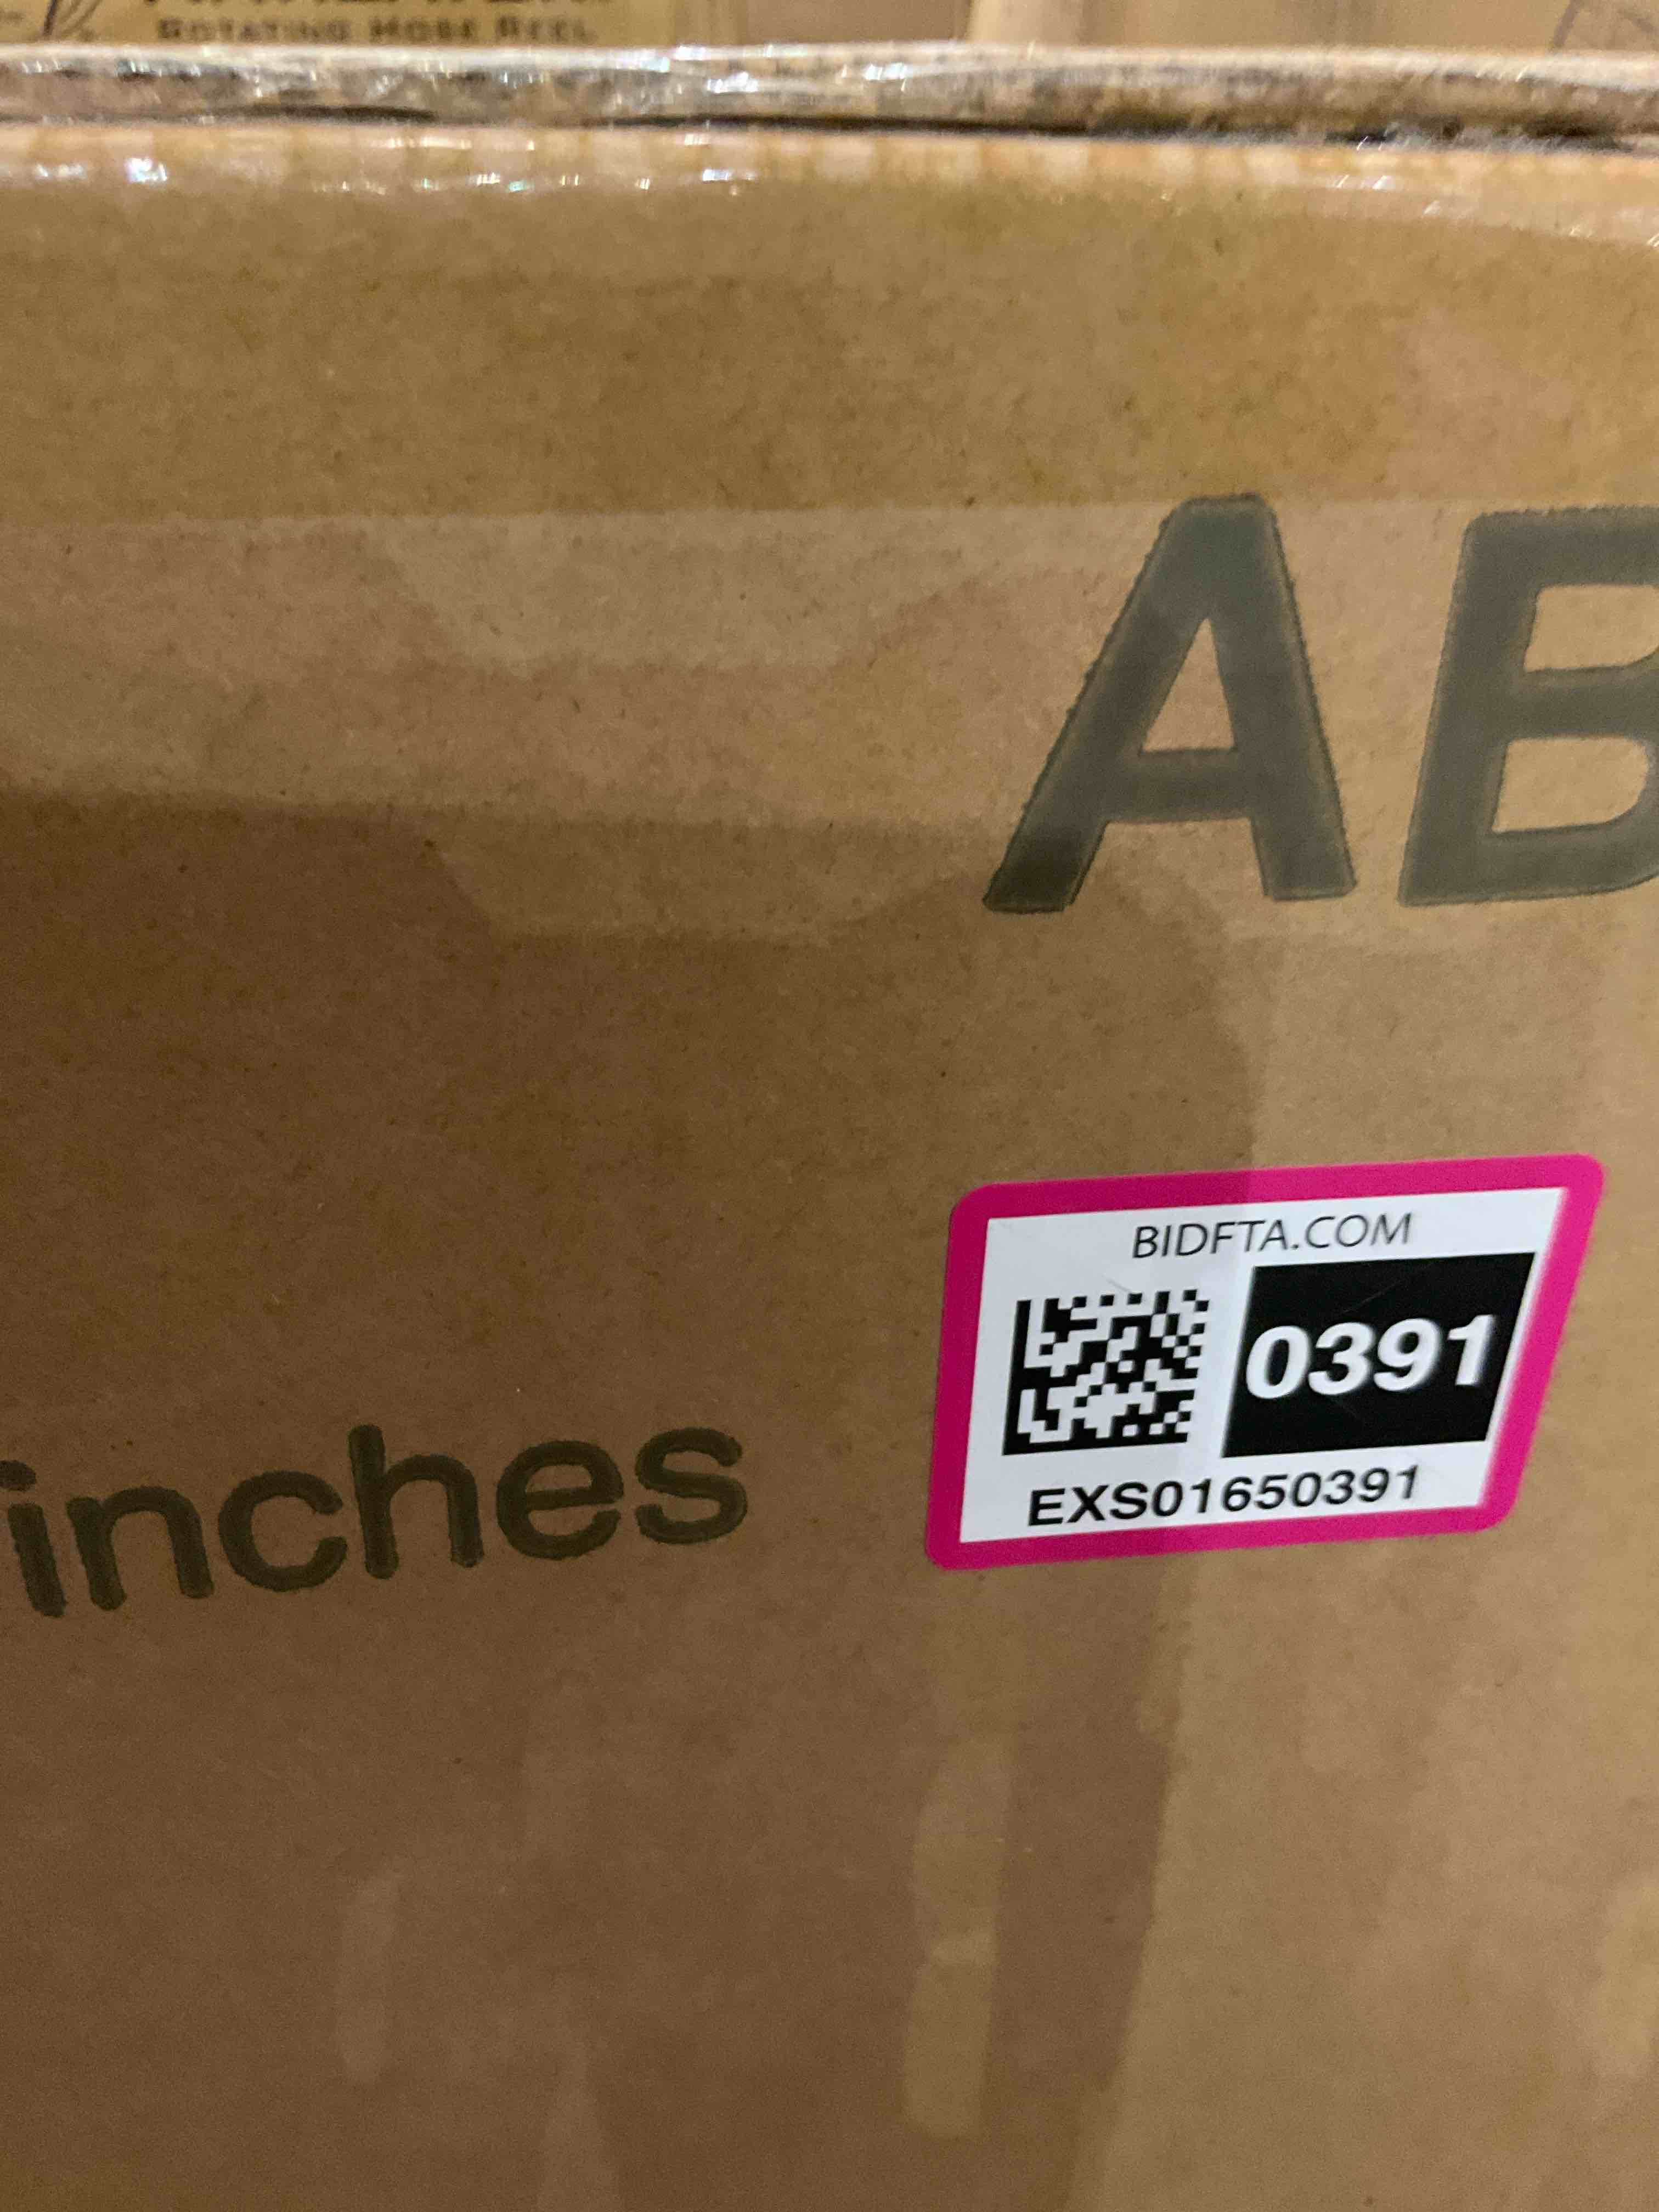 ROTATING HOSE REEL
AB
BIDFTA.COM
0391
EXS01650391
inches